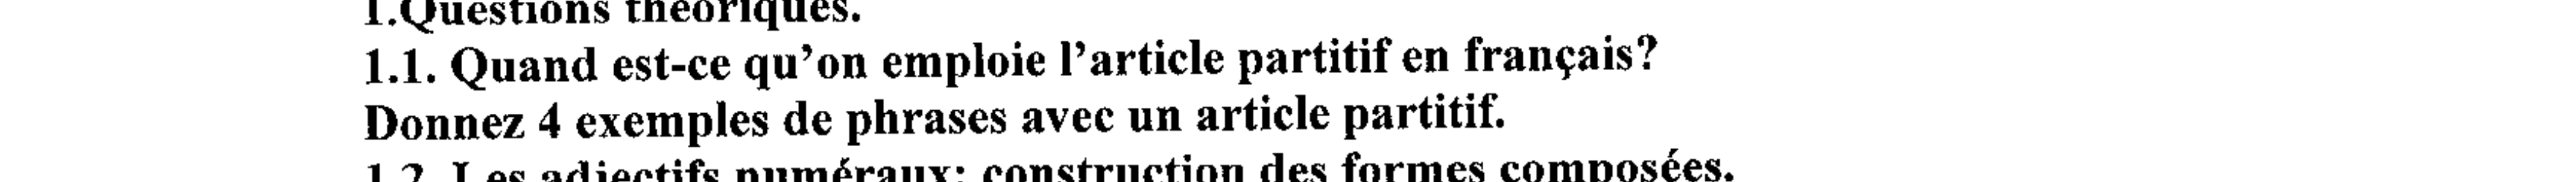 1.Questions théoriques.
1.1. Quand est-ce qu’on emploie l’article partitif en français?
Donnez 4 exemples de phrases avec un article partitif.
1.2. Les adjectifs numéraux: construction des formes composées.